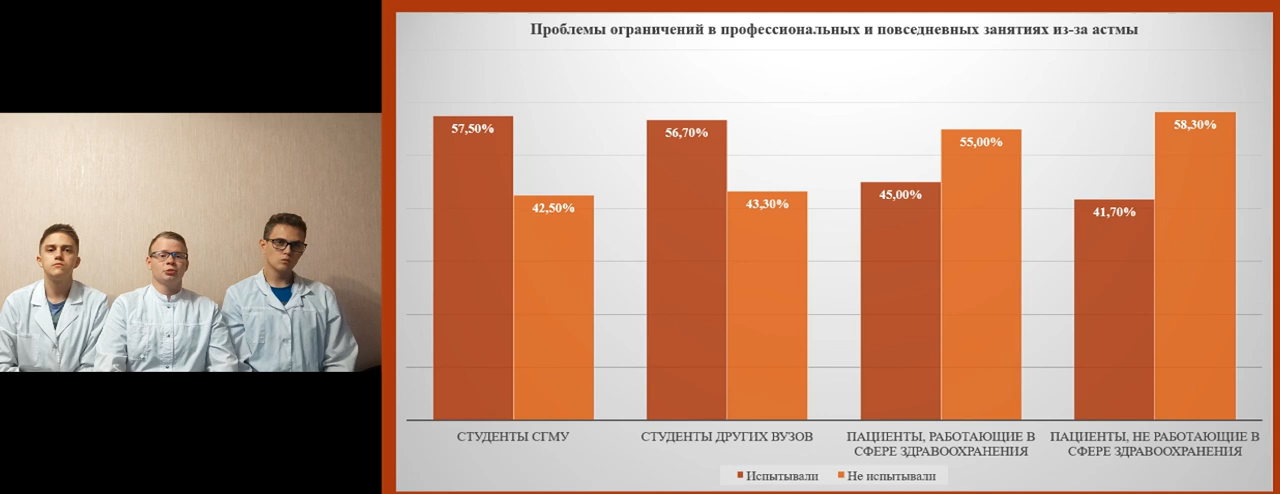 Проблемы ограничений в профессиональных и повседневных занятиях из-за астмы
57,50%
42,50%
56,70%
43,30%
45,00%
55,00%
41,70%
58,30%
СТУДЕНТЫ СГМУ
СТУДЕНТЫ ДРУГИХ ВУЗОВ
ПАЦИЕНТЫ, РАБОТАЮЩИЕ В
СФЕРЕ ЗДРАВООХРАНЕНИЯ
ПАЦИЕНТЫ, НЕ РАБОТАЮЩИЕ В
СФЕРЕ ЗДРАВООХРАНЕНИЯ
Испытывали
Не испытывали